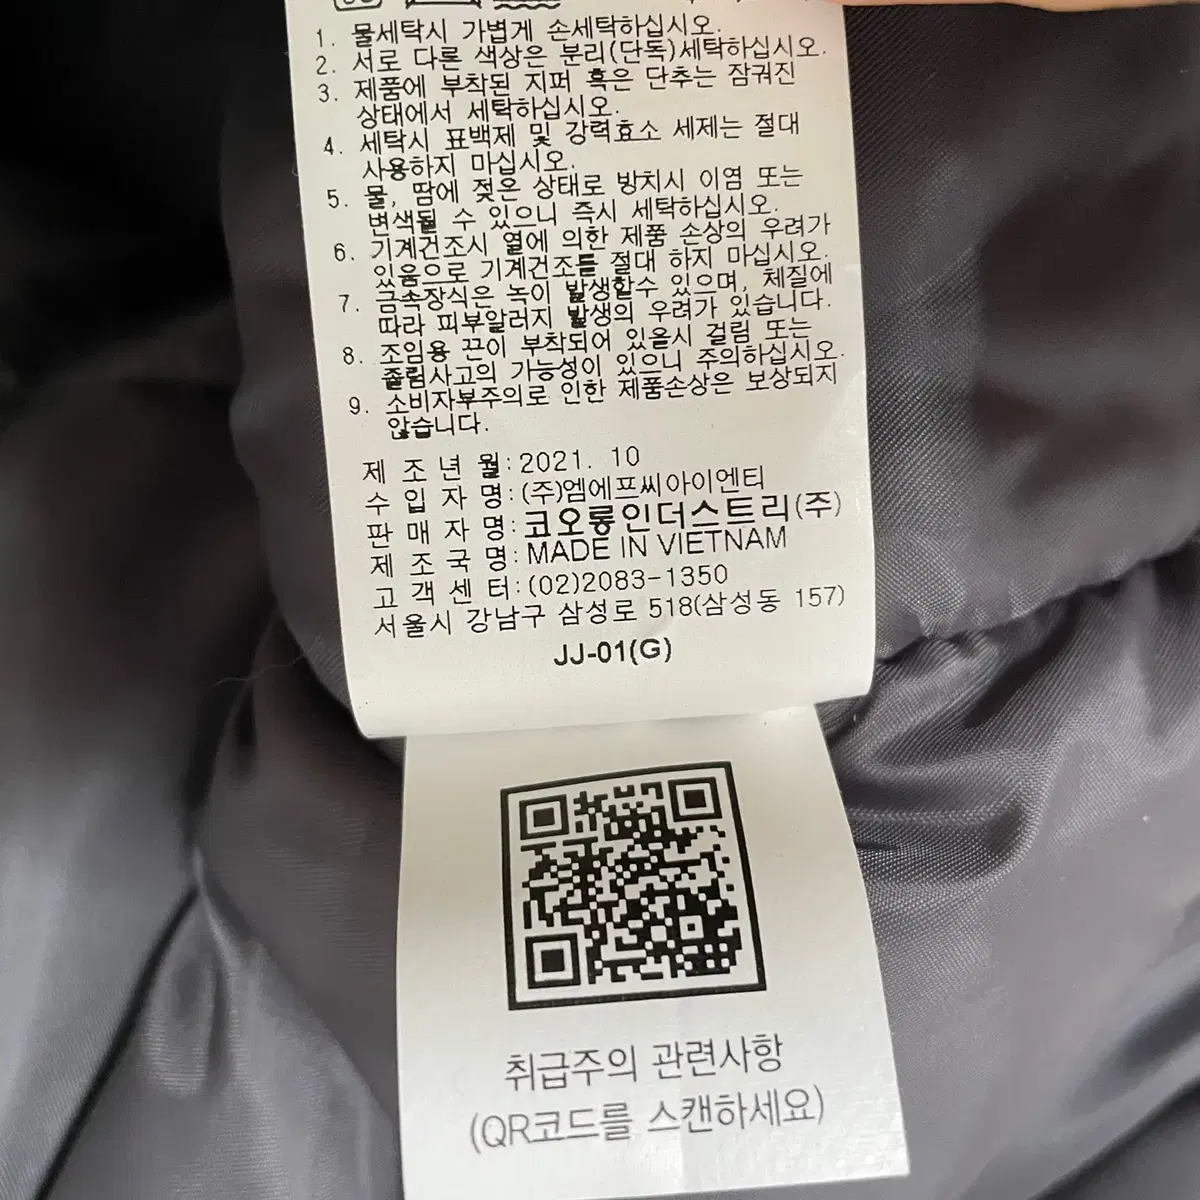 1. 물세탁시 가볍게 손세탁하십시오.
2. 서로 다른 색상은 분리(단독)세탁하십시오.
3. 제품에 부착된 지퍼 혹은 단추는 잠궈진
상태에서 세탁하십시오.
4. 세탁시 표백제 및 강력효소 세제는 절대
사용하지 마십시오.
5. 물, 땀에 젖은 상태로 방치시 이염 또는
변색될 수 있으니 즉시 세탁하십시오.
6. 기계건조시 열에 의한 제품 손상의 우려가
있음으로 기계건조를 절대 하지 마십시오.
7. 금속장식은 녹이 발생할수 있으며, 체질에
따라 피부알러지 발생의 우려가 있습니다.
8. 조임용 끈이 부착되어 있을시 걸림 또는
졸림사고의 가능성이 있으니 주의하십시오.
9. 소비자부주의로 인한 제품손상은 보상되지
않습니다.
제 조 년 월: 2021. 10
수 입 자 명: (주)엠에프씨아이엔티
판 매 자 명: 코오롱인더스트리(주)
제 조 국 명: MADE IN VIETNAM
고 객 센 터: (02)2083-1350
서울시 강남구 삼성로 518(삼성동 157)
JJ-01(G)
취급주의 관련사항
(QR코드를 스캔하세요)